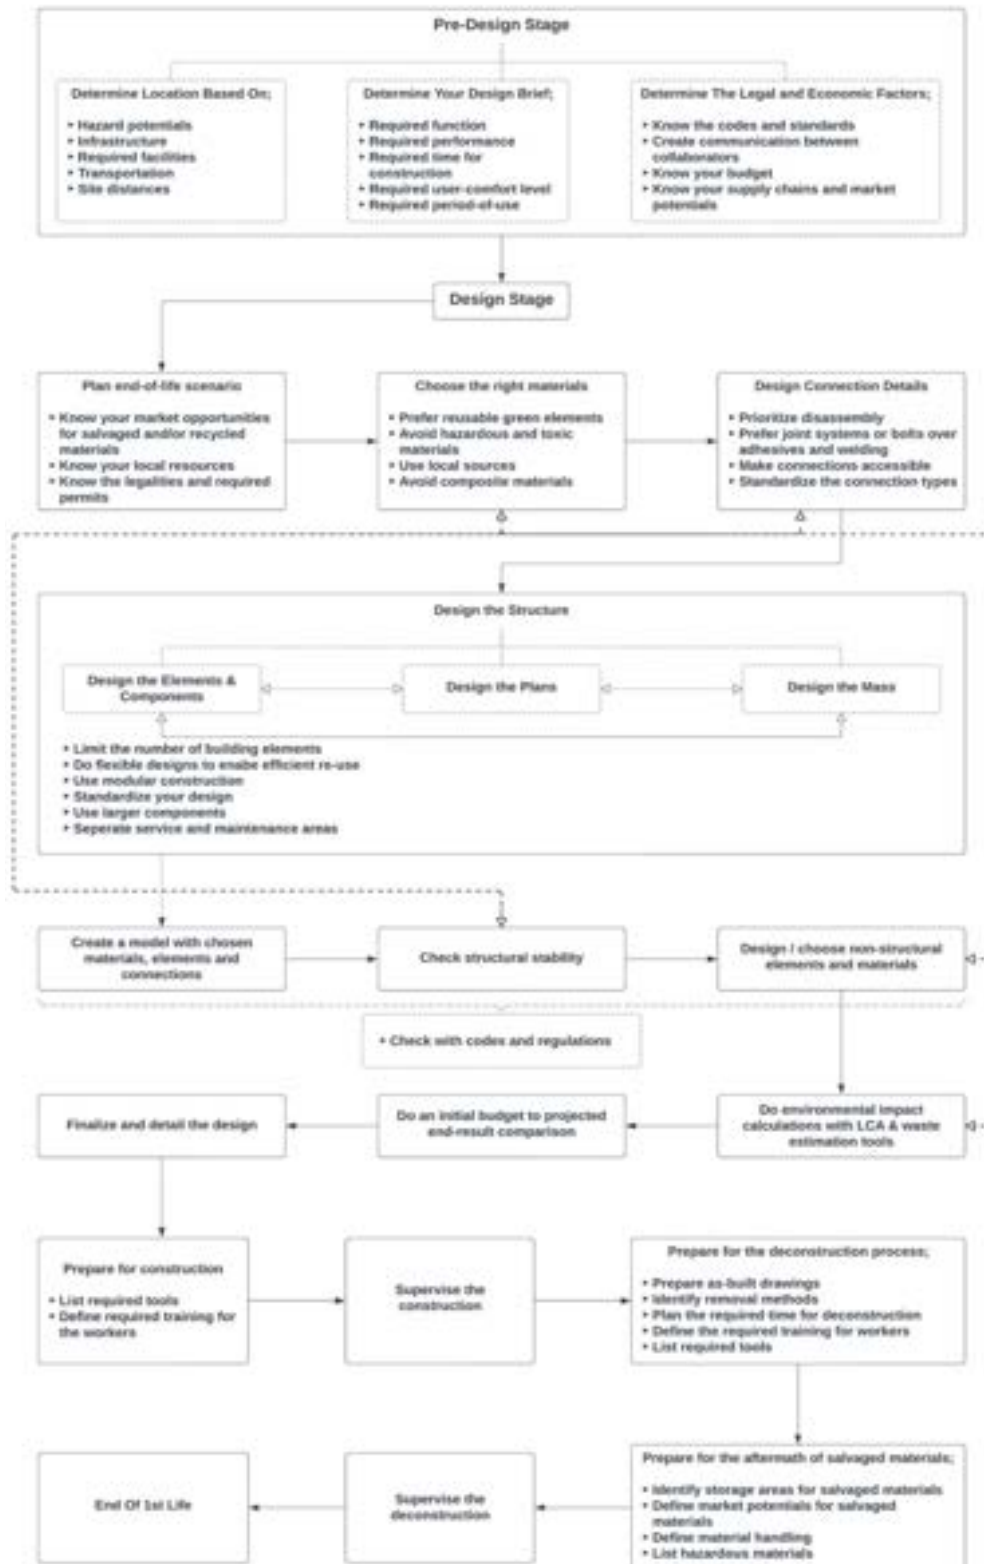 Pre-Design Stage
Determine Location Based On;
‣ Hazard potentials
‣ Infrastructure
‣ Required facilities
‣ Transportation
‣ Site distances
Determine Your Design Brief;
‣ Required function
‣ Required performance
‣ Required time for
construction
‣ Required user-comfort level
‣ Required period-of-use
Determine The Legal and Economic Factors;
‣ Know the codes and standards
‣ Create communication between
collaborators
‣ Know your budget
‣ Know your supply chains and market
potentials
Design Stage
Plan end-of-life scenario
‣ Know your market opportunities
for salvaged and/or recycled
materials
‣ Know your local resources
‣ Know the legalities and required
permits
Choose the right materials
‣ Prefer reusable green elements
‣ Avoid hazardous and toxic
materials
‣ Use local sources
‣ Avoid composite materials
Design Connection Details
‣ Prioritize disassembly
‣ Prefer joint systems or bolts over
adhesives and welding
‣ Make connections accessible
‣ Standardize the connection types
Design the Structure
Design the Elements &
Components
Design the Plans
Design the Mass
‣ Limit the number of building elements
‣ Do flexible designs to enabe efficient re-use
‣ Use modular construction
‣ Standardize your design
‣ Use larger components
‣ Seperate service and maintenance areas
Create a model with chosen
materials, elements and
connections
Check structural stability
Design / choose non-structural
elements and materials
‣ Check with codes and regulations
Finalize and detail the design
Do an initial budget to projected
end-result comparison
Do environmental impact
calculations with LCA & waste
estimation tools
Prepare for construction
‣ List required tools
‣ Define required training for
the workers
Supervise the
construction
Prepare for the deconstruction process;
‣ Prepare as-built drawings
‣ Identify removal methods
‣ Plan the required time for deconstruction
‣ Define the required training for workers
‣ List required tools
End Of 1st Life
Supervise the
deconstruction
Prepare for the aftermath of salvaged materials;
‣ Identify storage areas for salvaged materials
‣ Define market potentials for salvaged
materials
‣ Define material handling
‣ List hazardous materials